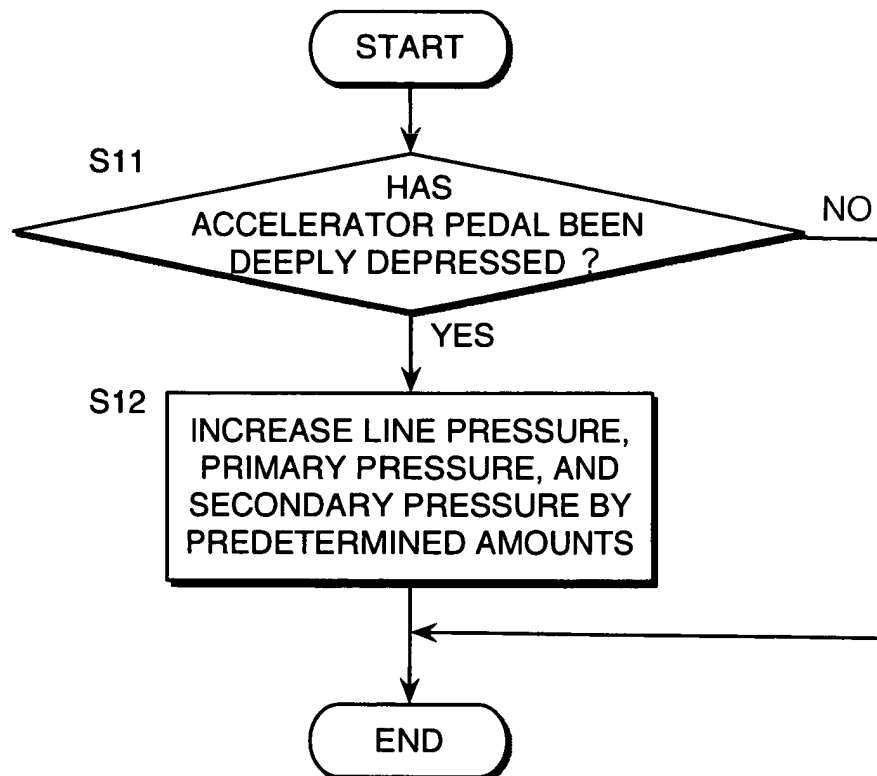 START
S11
HAS
ACCELERATOR PEDAL BEEN
DEEPLY DEPRESSED ?
NO
YES
S12
INCREASE LINE PRESSURE,
PRIMARY PRESSURE, AND
SECONDARY PRESSURE BY
PREDETERMINED AMOUNTS
END